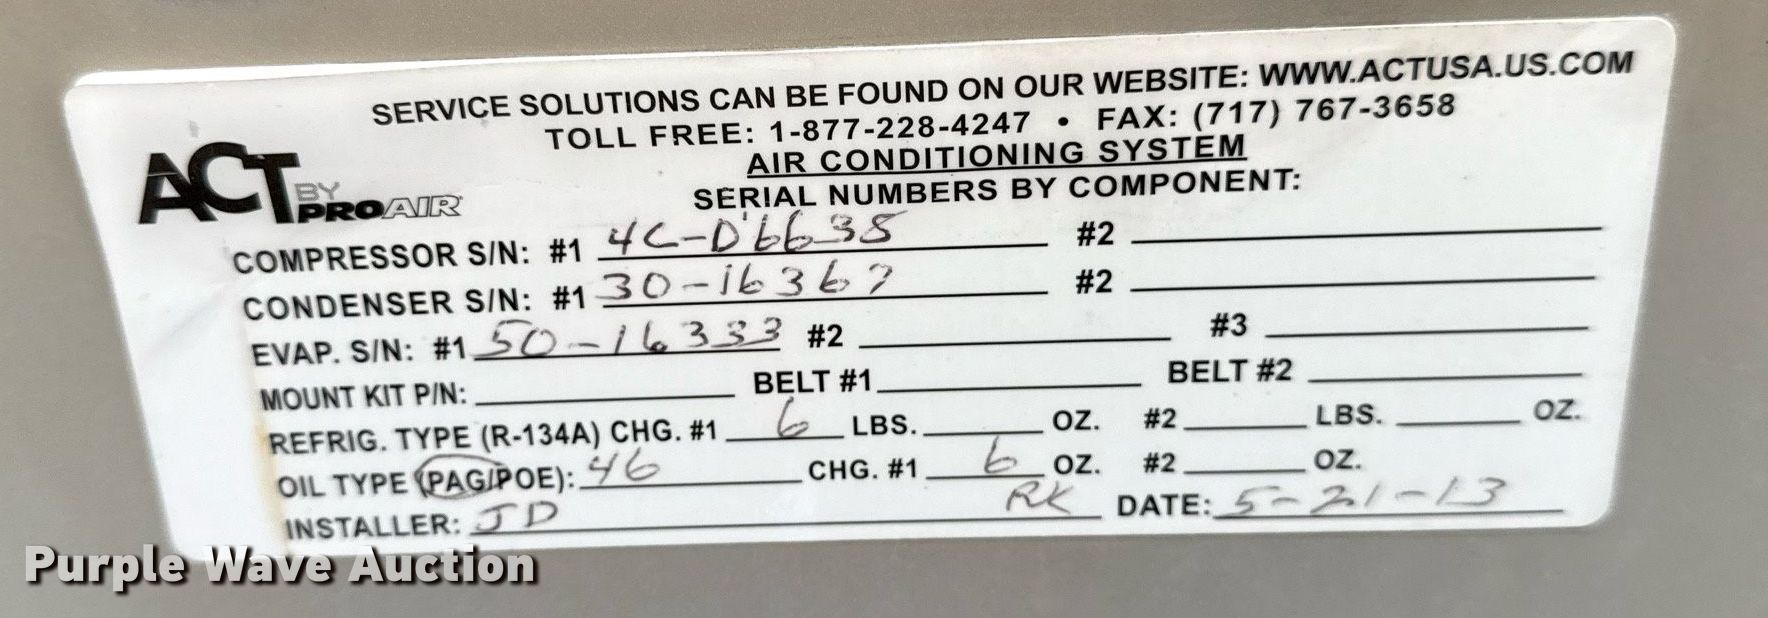 SERVICE SOLUTIONS CAN BE FOUND ON OUR WEBSITE: WWW.ACTUSA.US.COM
TOLL FREE: 1-877-228-4247 • FAX: (717) 767-3658
ACT BY PROAIR
AIR CONDITIONING SYSTEM
SERIAL NUMBERS BY COMPONENT:
COMPRESSOR S/N: #1 4C-D6638 #2
CONDENSER S/N: #1 30-16367 #2
EVAP. S/N: #1 50-16333 #2 #3
MOUNT KIT P/N: BELT #1 BELT #2
REFRIG. TYPE (R-134A) CHG. #1 6 LBS. OZ. #2 LBS. OZ.
OIL TYPE (PAG/POE): 46 CHG. #1 6 OZ. #2 OZ.
INSTALLER: JD RK DATE: 5-21-13
Purple Wave Auction